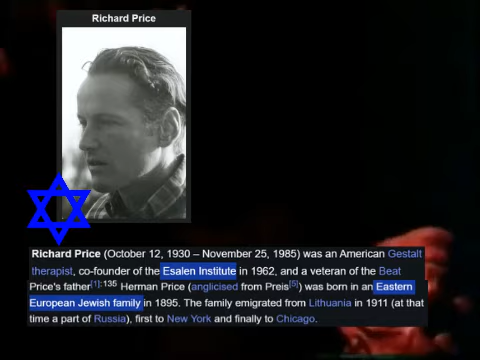 Richard Price
Richard Price (October 12, 1930 – November 25, 1985) was an American Gestalt
therapist, co-founder of the Esalen Institute in 1962, and a veteran of the Beat
Price's father[1]:135 Herman Price (anglicised from Preis[5]) was born in an Eastern
European Jewish family in 1895. The family emigrated from Lithuania in 1911 (at that
time a part of Russia), first to New York and finally to Chicago.